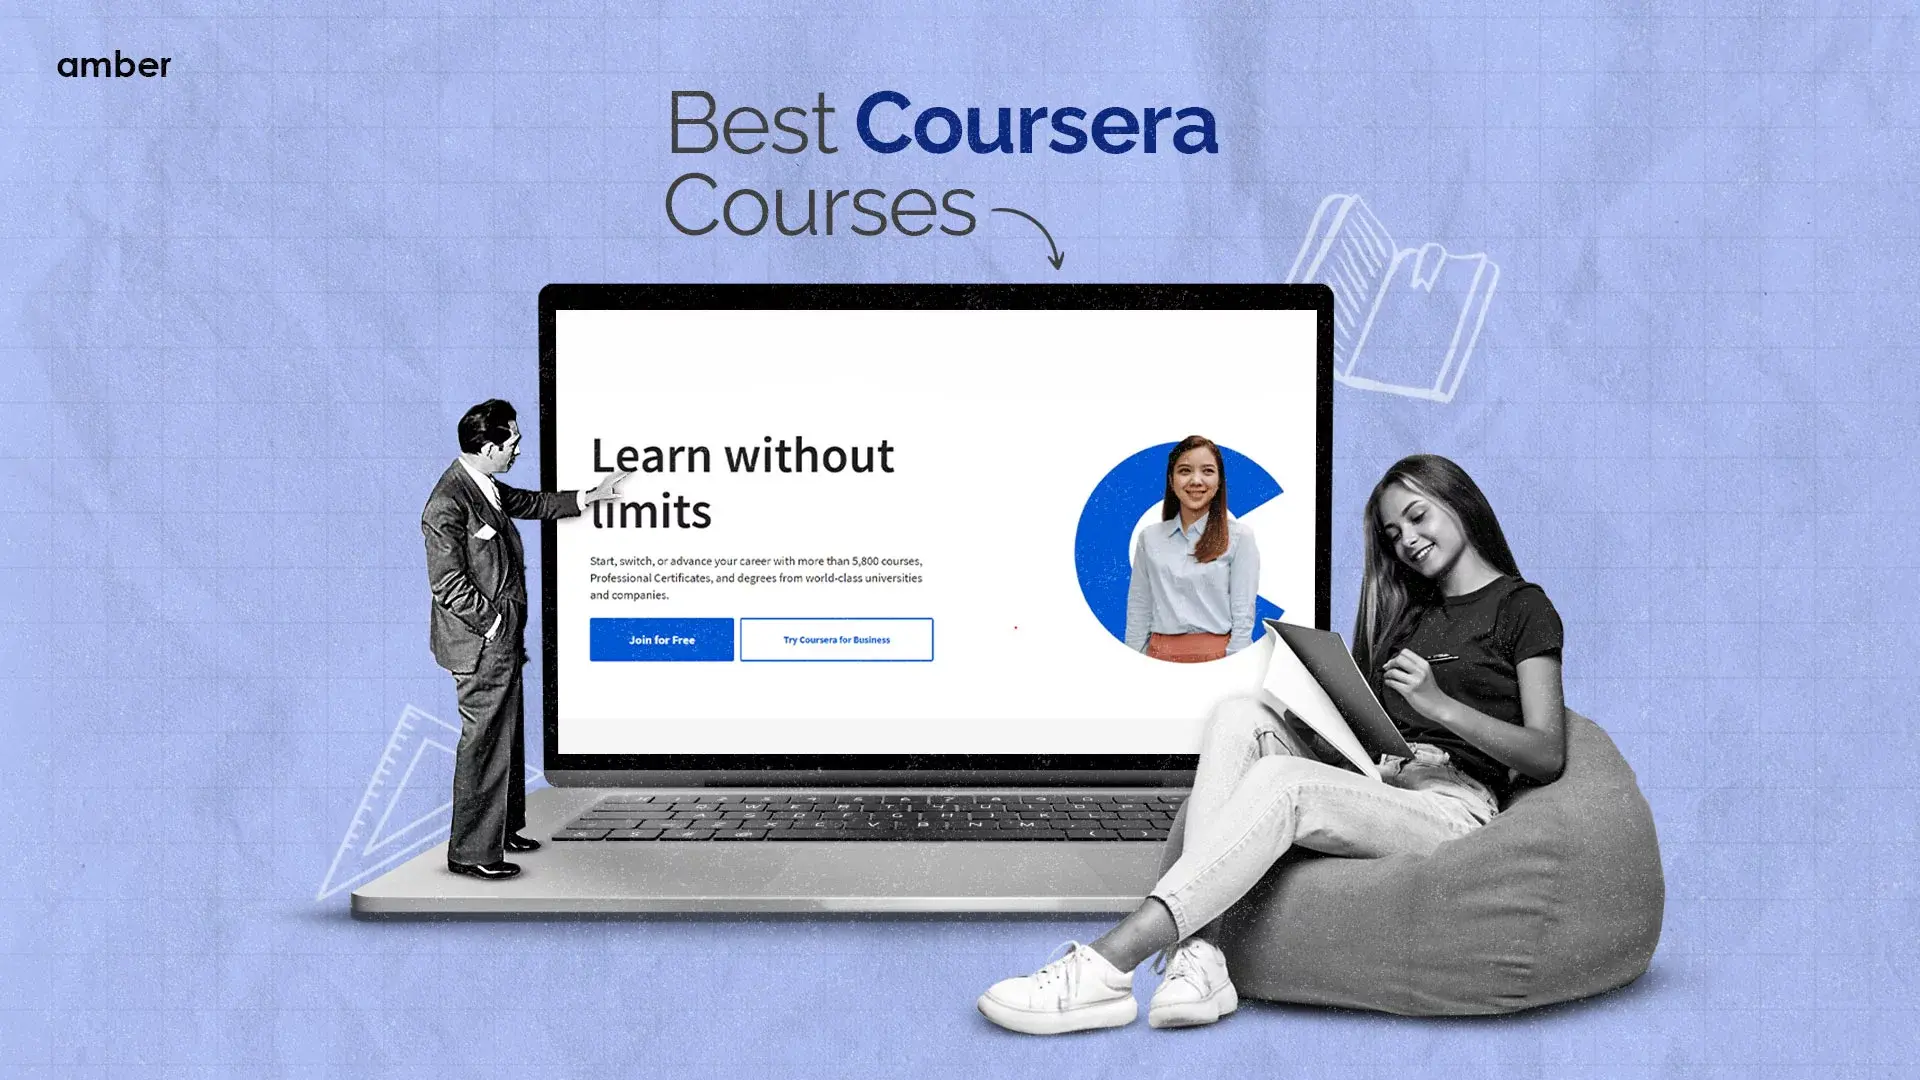 amber
Best Coursera
Courses
Learn without
limits
Start, switch, or advance your career with more than 5,800 courses,
Professional Certificates, and degrees from world-class universities
and companies.
Join for Free
Try Coursera for Business